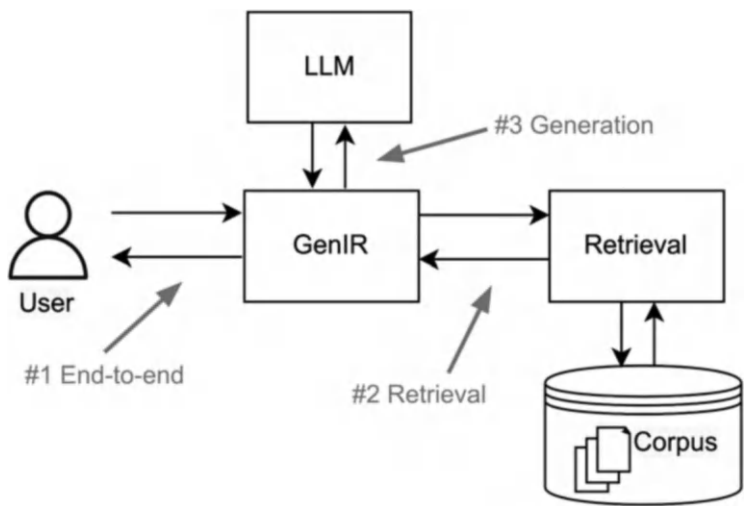 LLM
#3 Generation
GenIR
Retrieval
User
#1 End-to-end
#2 Retrieval
Corpus